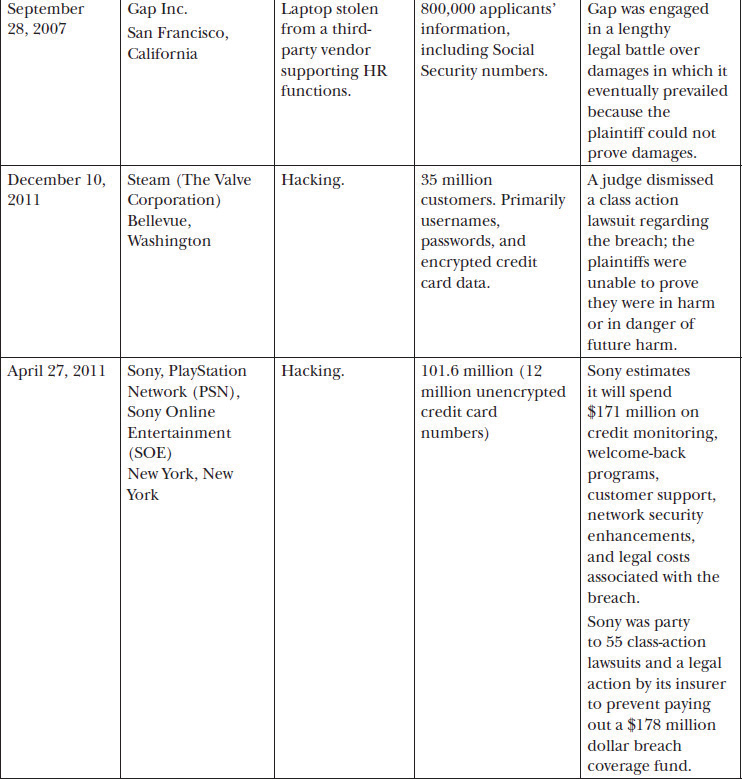 September
28, 2007
Gap Inc.
San Francisco,
California
Laptop stolen
from a third-
party vendor
supporting HR
functions.
800,000 applicants’
information,
including Social
Security numbers.
Gap was engaged
in a lengthy
legal battle over
damages in which it
eventually prevailed
because the
plaintiff could not
prove damages.
December 10,
2011
Steam (The Valve
Corporation)
Bellevue,
Washington
Hacking.
35 million
customers. Primarily
usernames,
passwords, and
encrypted credit
card data.
A judge dismissed
a class action
lawsuit regarding
the breach; the
plaintiffs were
unable to prove
they were in harm
or in danger of
future harm.
April 27, 2011
Sony, PlayStation
Network (PSN),
Sony Online
Entertainment
(SOE)
New York, New
York
Hacking.
101.6 million (12
million unencrypted
credit card
numbers)
Sony estimates
it will spend
$171 million on
credit monitoring,
welcome-back
programs,
customer support,
network security
enhancements,
and legal costs
associated with the
breach.
Sony was party
to 55 class-action
lawsuits and a legal
action by its insurer
to prevent paying
out a $178 million
dollar breach
coverage fund.